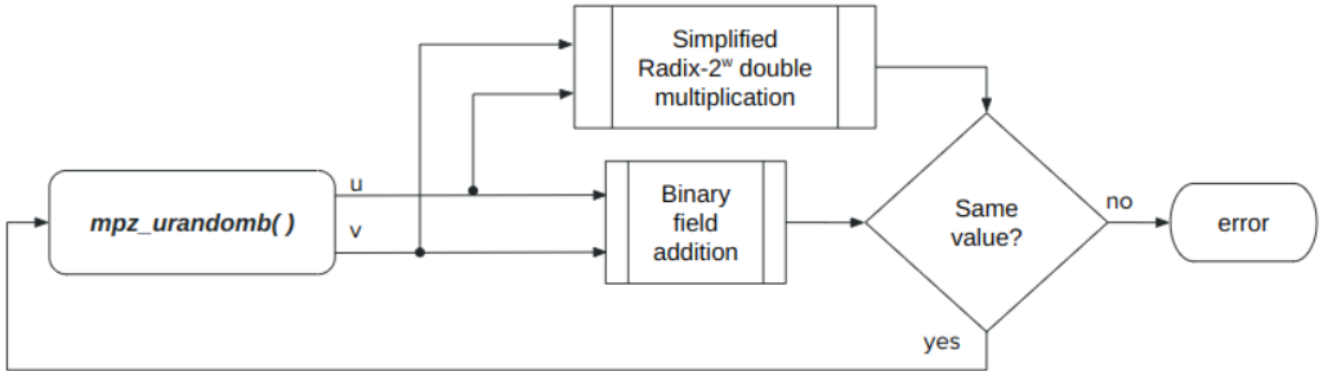 Simplified
Radix-2ʷ double
multiplication
u
mpz_urandomb( )
v
Binary
field
addition
Same
value?
no
error
yes